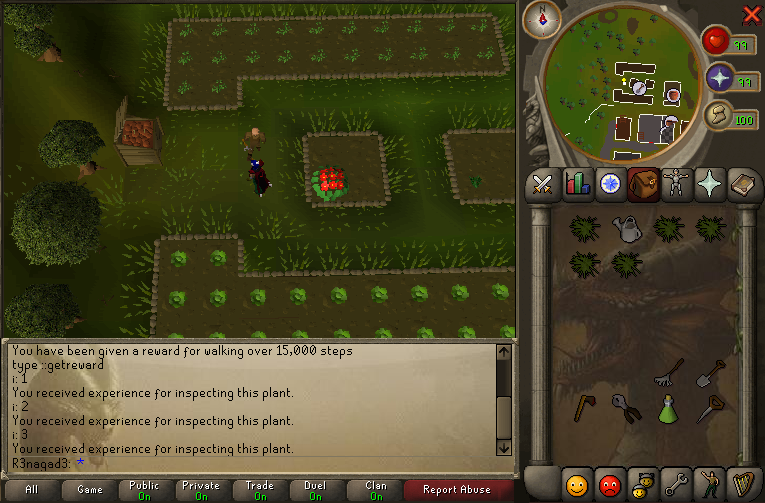 N
99
99
100
You have been given a reward for walking over 15,000 steps
type ::getreward
i: 1
You received experience for inspecting this plant.
i: 2
You received experience for inspecting this plant.
i: 3
You received experience for inspecting this plant.
R3naqad3: *
All Game Public On Private On Trade On Duel On Clan On Report Abuse